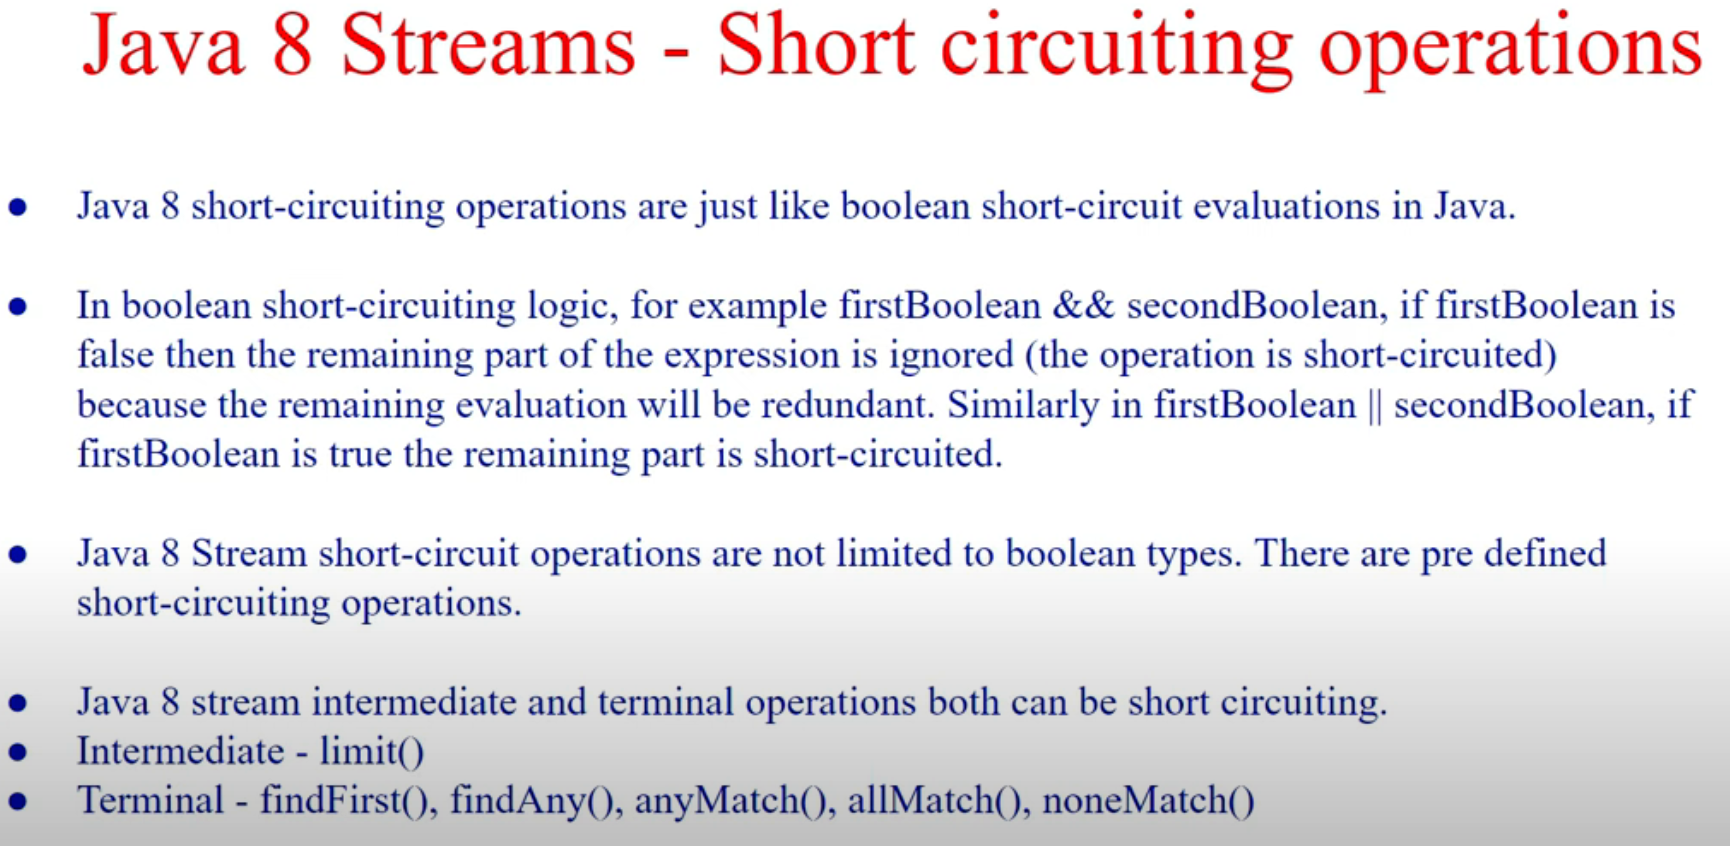 Java 8 Streams - Short circuiting operations
● Java 8 short-circuiting operations are just like boolean short-circuit evaluations in Java.
● In boolean short-circuiting logic, for example firstBoolean && secondBoolean, if firstBoolean is
false then the remaining part of the expression is ignored (the operation is short-circuited)
because the remaining evaluation will be redundant. Similarly in firstBoolean || secondBoolean, if
firstBoolean is true the remaining part is short-circuited.
● Java 8 Stream short-circuit operations are not limited to boolean types. There are pre defined
short-circuiting operations.
● Java 8 stream intermediate and terminal operations both can be short circuiting.
● Intermediate - limit()
● Terminal - findFirst(), findAny(), anyMatch(), allMatch(), noneMatch()